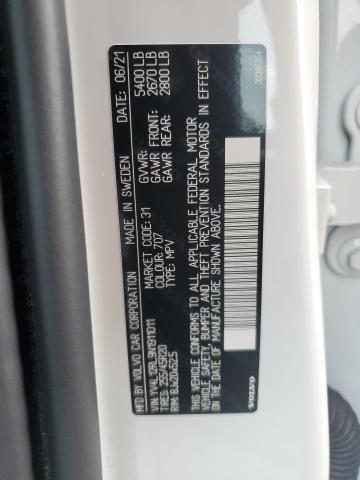 MFD BY VOLVO CAR CORPORATION MADE IN SWEDEN DATE: 06/21
MARKET CODE: 31 GVWR: 5400 LB
TIRES: 255/45R20 COLOUR: 707 GAWR FRONT: 2670 LB
TYPE: MPV GAWR REAR: 2800 LB
THIS VEHICLE CONFORMS TO ALL APPLICABLE FEDERAL MOTOR
VEHICLE SAFETY, BUMPER AND THEFT PREVENTION STANDARDS IN EFFECT
ON THE DATE OF MANUFACTURE SHOWN ABOVE.
VOLVO